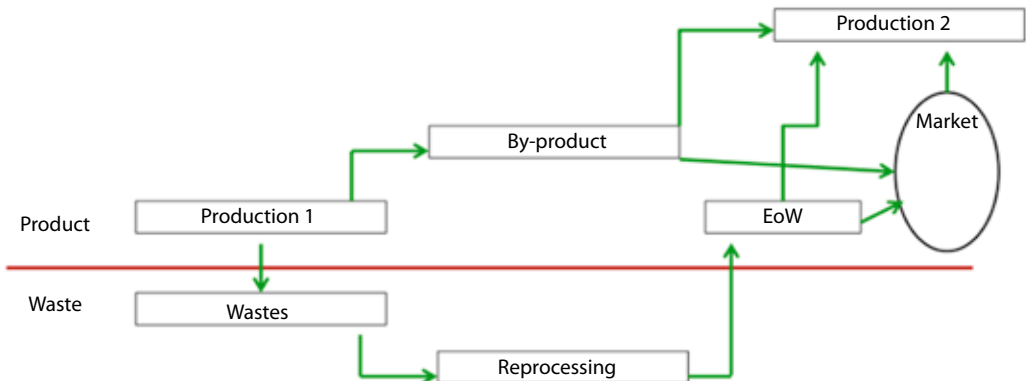 Production 2
Market
By-product
Production 1
EoW
Product
Waste
Wastes
Reprocessing